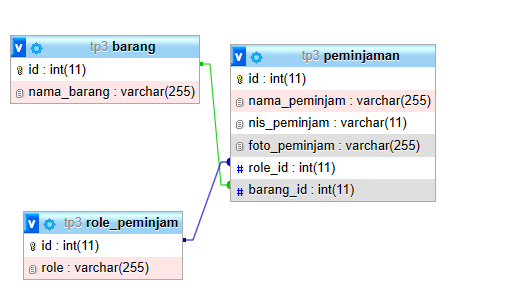 tp3 barang
id : int(11)
nama_barang : varchar(255)
tp3 peminjaman
id : int(11)
nama_peminjam : varchar(255)
nis_peminjam : varchar(11)
foto_peminjam : varchar(255)
# role_id : int(11)
# barang_id : int(11)
tp3 role_peminjam
id : int(11)
role : varchar(255)